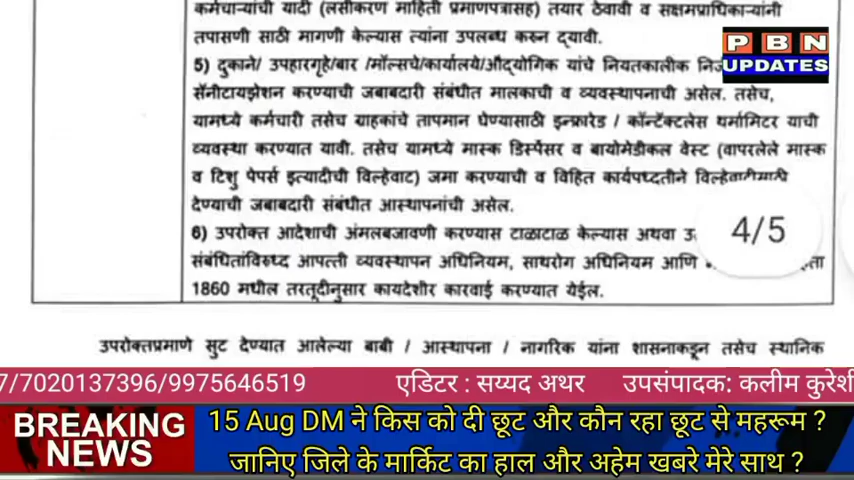 कर्मचाऱ्यांची यादी (लसीकरण माहिती प्रमाणपत्रासह) तयार ठेवावी व सक्षमप्राधिकाऱ्यांनी
तपासणी साठी मागणी केल्यास त्यांना उपलब्ध करुन द्यावी.
PBN
UPDATES
5) दुकाने/ उपहारगृहे/बार /मॉल्सचे/कार्यालये/औद्योगिक यांचे नियतकालीक
सॅनीटायझेशन करण्याची जबाबदारी संबंधीत मालकाची व व्यवस्थापनाची असेल. तसेच,
यामध्ये कर्मचारी तसेच ग्राहकांचे तापमान घेण्यासाठी इन्फ्रारेड / कॉन्टॅक्टलेस थर्मामिटर याची
व्यवस्था करण्यात यावी. तसेच यामध्ये मास्क डिस्पेंसर व बायोमेडीकल वेस्ट (वापरलेले मास्क
व टिशु पेपर्स इत्यादीची विल्हेवाट) जमा करण्याची व विहित कार्यपध्दतीने
देण्याची जबाबदारी संबंधीत आस्थापनांची असेल.
4/5
6) उपरोक्त आदेशाची अंमलबजावणी करण्यास टाळाटाळ केल्यास अथवा
संबंधितांविरुध्द आपत्ती व्यवस्थापन अधिनियम, साथरोग अधिनियम आणि
1860 मधील तरतूदीनुसार कायदेशीर कारवाई करण्यात येईल.
उपरोक्तप्रमाणे सुट देण्यात आलेल्या बाबी / आस्थापना / नागरिक यांना शासनाकडून तसेच स्थानिक
7/7020137396/9975646519 एडिटर : सय्यद अथर उपसंपादक: कलीम कुरेशी
BREAKING
NEWS
15 Aug DM ने किस को दी छूट और कौन रहा छूट से महरूम ?
जानिए जिले के मार्किट का हाल और अहेम खबरे मेरे साथ ?